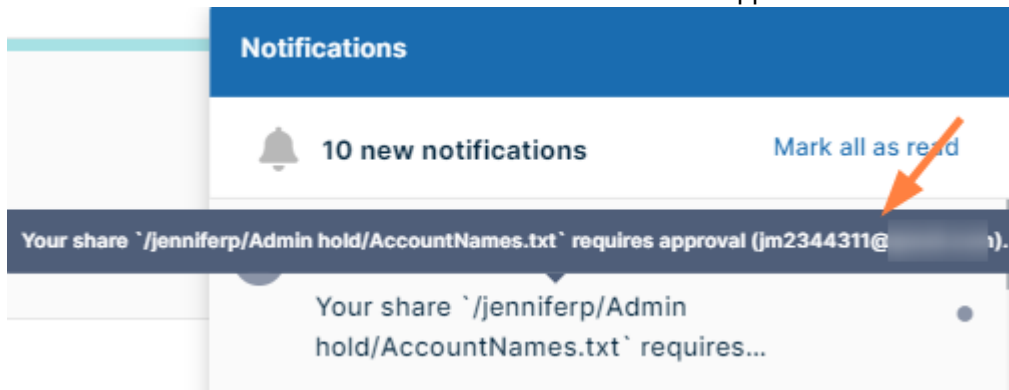 Notifications
10 new notifications
Mark all as read
Your share `/jenniferp/Admin hold/AccountNames.txt` requires approval (jm2344311@
Your share `/jenniferp/Admin
hold/AccountNames.txt` requires...